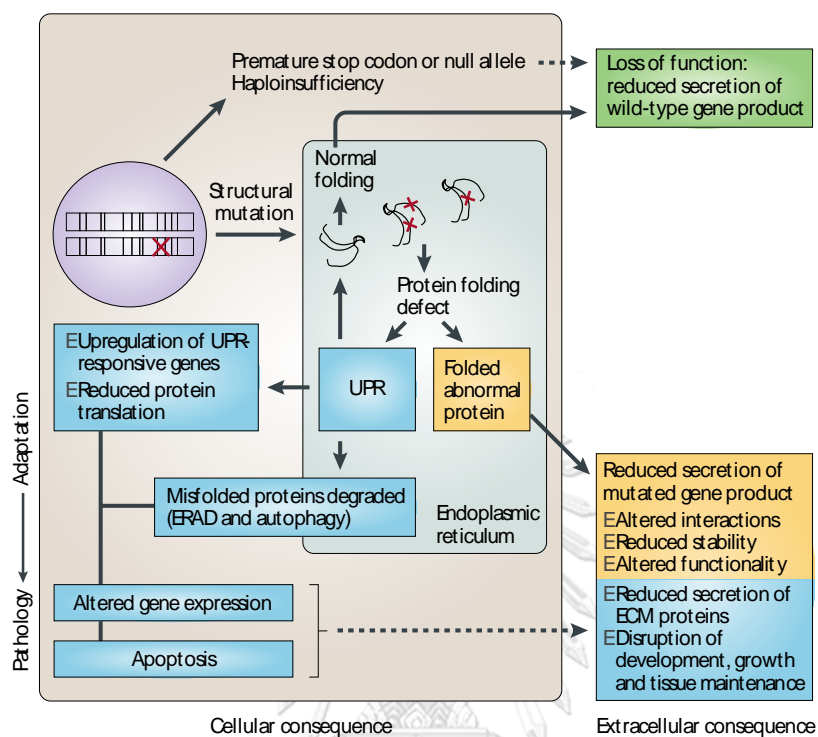 Premature stop codon or null allele
Haploinsufficiency
Loss of function:
reduced secretion of
wild-type gene product
Normal
folding
Structural
mutation
Protein folding
defect
EUpregulation of UPR-
responsive genes
EReduced protein
translation
UPR
Folded
abnormal
protein
Misfolded proteins degraded
(ERAD and autophagy)
Endoplasmic
reticulum
Adaptation
Pathology
Altered gene expression
Apoptosis
Reduced secretion of
mutated gene product
EAltered interactions
EReduced stability
EAltered functionality
EReduced secretion of
ECM proteins
EDisruption of
development, growth
and tissue maintenance
Cellular consequence
Extracellular consequence